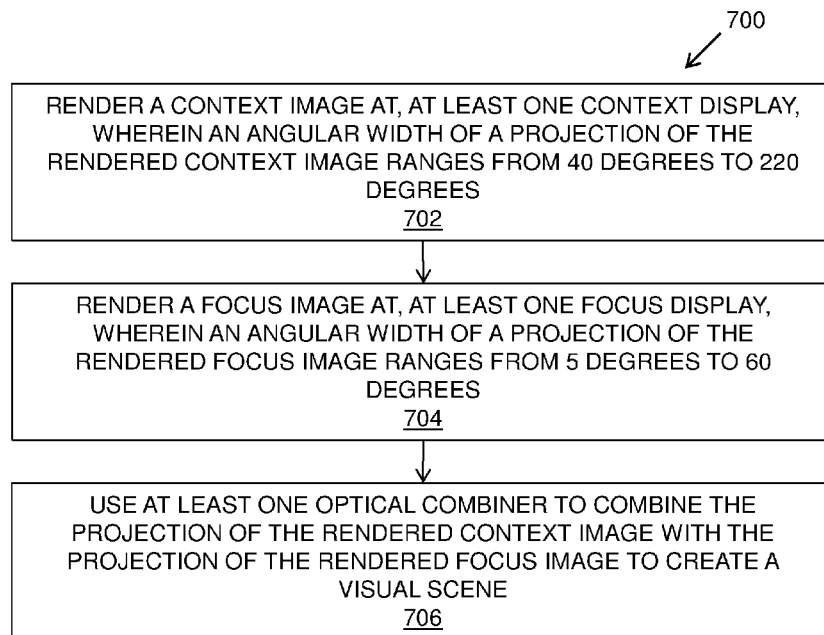 700
RENDER A CONTEXT IMAGE AT, AT LEAST ONE CONTEXT DISPLAY,
WHEREIN AN ANGULAR WIDTH OF A PROJECTION OF THE
RENDERED CONTEXT IMAGE RANGES FROM 40 DEGREES TO 220
DEGREES
702
RENDER A FOCUS IMAGE AT, AT LEAST ONE FOCUS DISPLAY,
WHEREIN AN ANGULAR WIDTH OF A PROJECTION OF THE
RENDERED FOCUS IMAGE RANGES FROM 5 DEGREES TO 60
DEGREES
704
USE AT LEAST ONE OPTICAL COMBINER TO COMBINE THE
PROJECTION OF THE RENDERED CONTEXT IMAGE WITH THE
PROJECTION OF THE RENDERED FOCUS IMAGE TO CREATE A
VISUAL SCENE
706